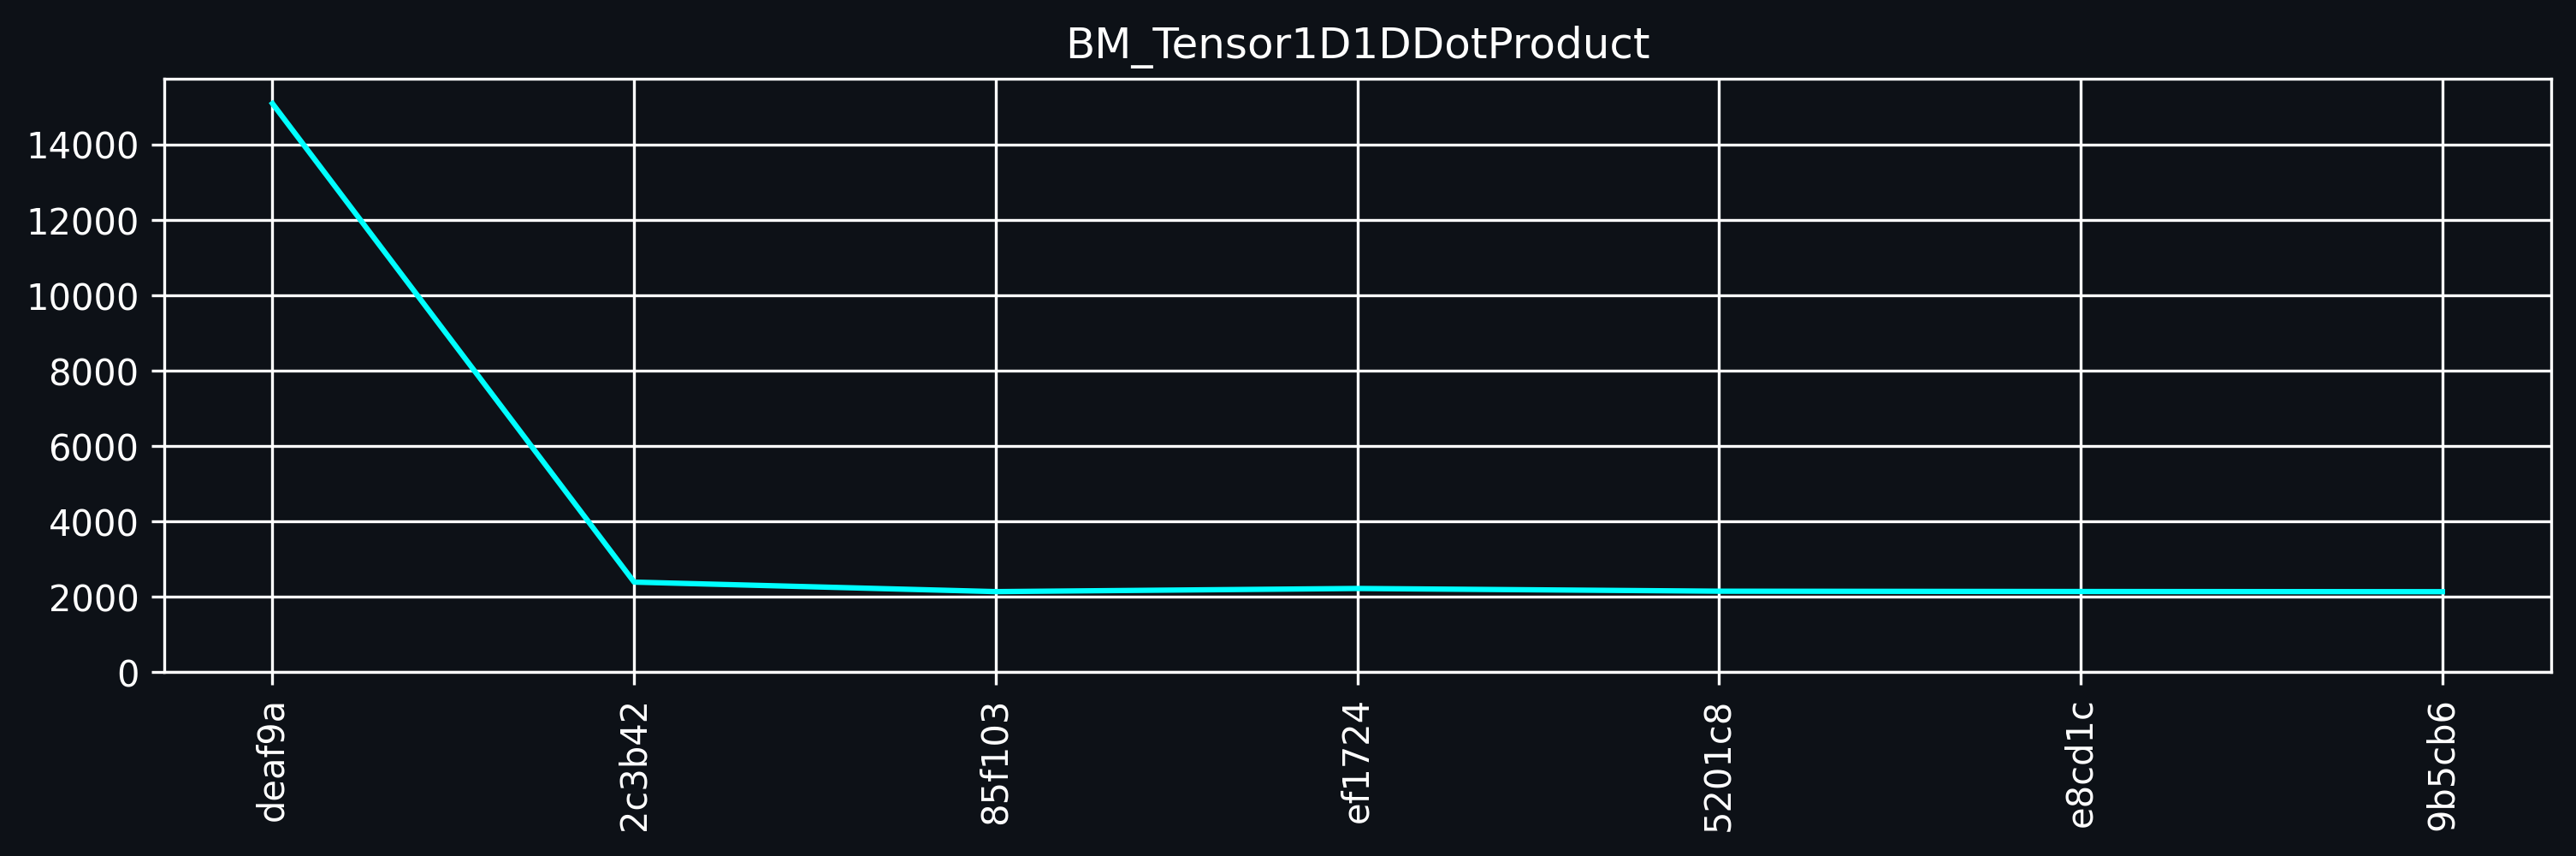 BM_Tensor1D1DDotProduct
14000
12000
10000
8000
6000
4000
2000
0
deaf9a
2c3b42
85f103
ef1724
5201c8
e8cd1c
9b5cb6